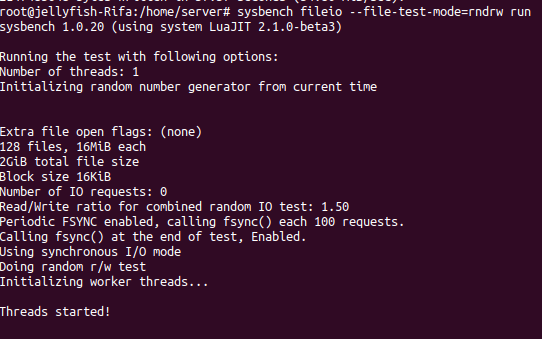 root@jellyfish-Rifa:/home/server# sysbench fileio --file-test-mode=rndrw run
sysbench 1.0.20 (using system LuaJIT 2.1.0-beta3)
Running the test with following options:
Number of threads: 1
Initializing random number generator from current time
Extra file open flags: (none)
128 files, 16MiB each
2GiB total file size
Block size 16KiB
Number of IO requests: 0
Read/Write ratio for combined random IO test: 1.50
Periodic FSYNC enabled, calling fsync() each 100 requests.
Calling fsync() at the end of test, Enabled.
Using synchronous I/O mode
Doing random r/w test
Initializing worker threads...
Threads started!